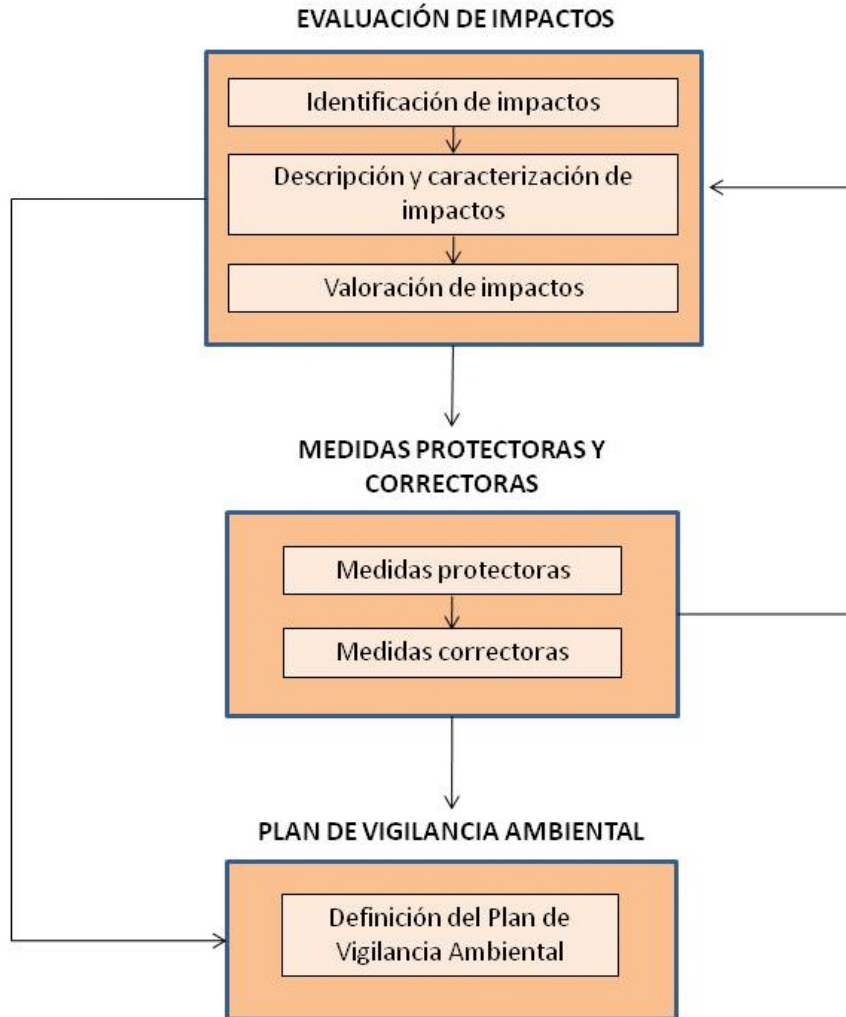 EVALUACIÓN DE IMPACTOS
Identificación de impactos
Descripción y caracterización de
impactos
Valoración de impactos
MEDIDAS PROTECTORAS Y
CORRECTORAS
Medidas protectoras
Medidas correctoras
PLAN DE VIGILANCIA AMBIENTAL
Definición del Plan de
Vigilancia Ambiental